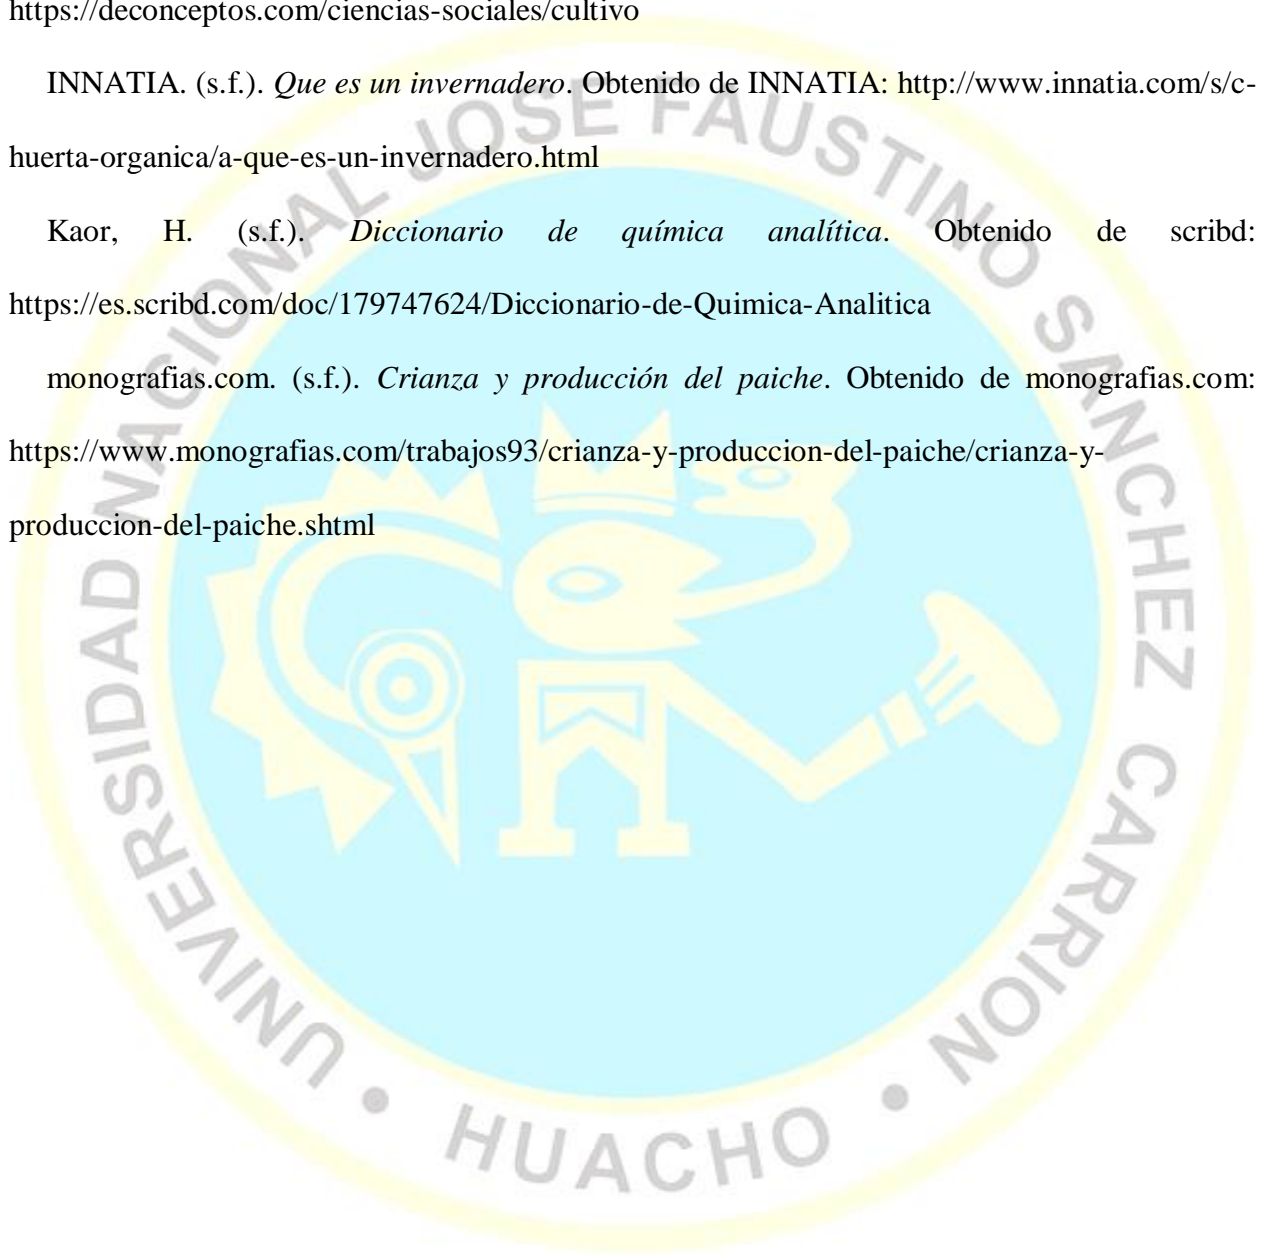 https://deconceptos.com/ciencias-sociales/cultivo
INNATIA. (s.f.). Que es un invernadero. Obtenido de INNATIA: http://www.innatia.com/s/c-
huerta-organica/a-que-es-un-invernadero.html
Kaor, H. (s.f.). Diccionario de química analítica. Obtenido de scribd:
https://es.scribd.com/doc/179747624/Diccionario-de-Quimica-Analitica
monografias.com. (s.f.). Crianza y producción del paiche. Obtenido de monografias.com:
https://www.monografias.com/trabajos93/crianza-y-produccion-del-paiche/crianza-y-
produccion-del-paiche.shtml
UNIVERSIDAD NACIONAL JOSE FAUSTINO SANCHEZ CARRION • HUACHO •